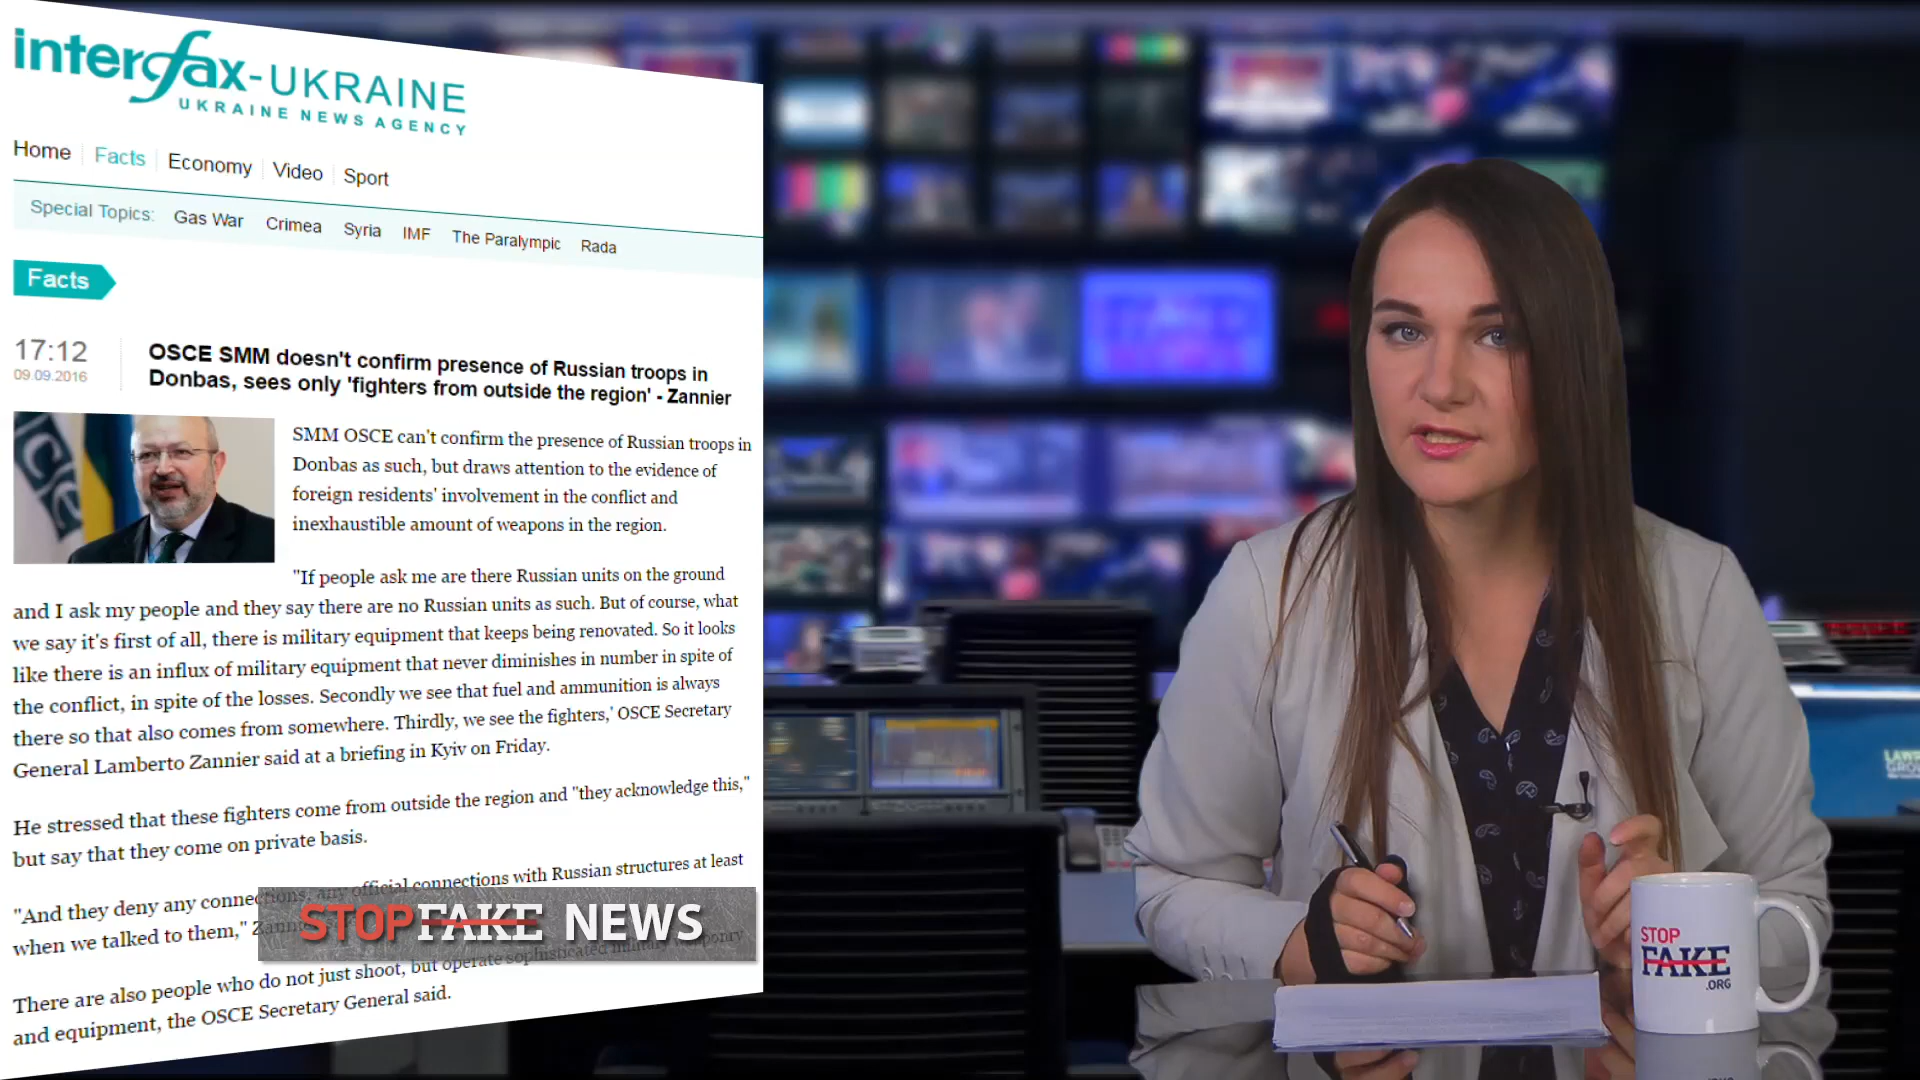 interfax-UKRAINE
UKRAINE NEWS AGENCY
Home Facts Economy Video Sport
Special Topics: Gas War Crimea Syria IMF The Paralympic Rada
Facts
17:12
09.09.2016
OSCE SMM doesn't confirm presence of Russian troops in
Donbas, sees only 'fighters from outside the region' - Zannier
SMM OSCE can't confirm the presence of Russian troops in
Donbas as such, but draws attention to the evidence of
foreign residents' involvement in the conflict and
inexhaustible amount of weapons in the region.
"If people ask me are there Russian units on the ground
and I ask my people and they say there are no Russian units as such. But of course, what
we say it's first of all, there is military equipment that keeps being renovated. So it looks
like there is an influx of military equipment that never diminishes in number in spite of
the conflict, in spite of the losses. Secondly we see that fuel and ammunition is always
there so that also comes from somewhere. Thirdly, we see the fighters,' OSCE Secretary
General Lamberto Zannier said at a briefing in Kyiv on Friday.
He stressed that these fighters come from outside the region and "they acknowledge this,"
but say that they come on private basis.
"And they deny any connections, any official connections with Russian structures at least
when we talked to them,"
There are also people who do not just shoot, but operate sophisticated military weaponry
and equipment, the OSCE Secretary General said.
STOPFAKE NEWS
STOP
FAKE
.ORG